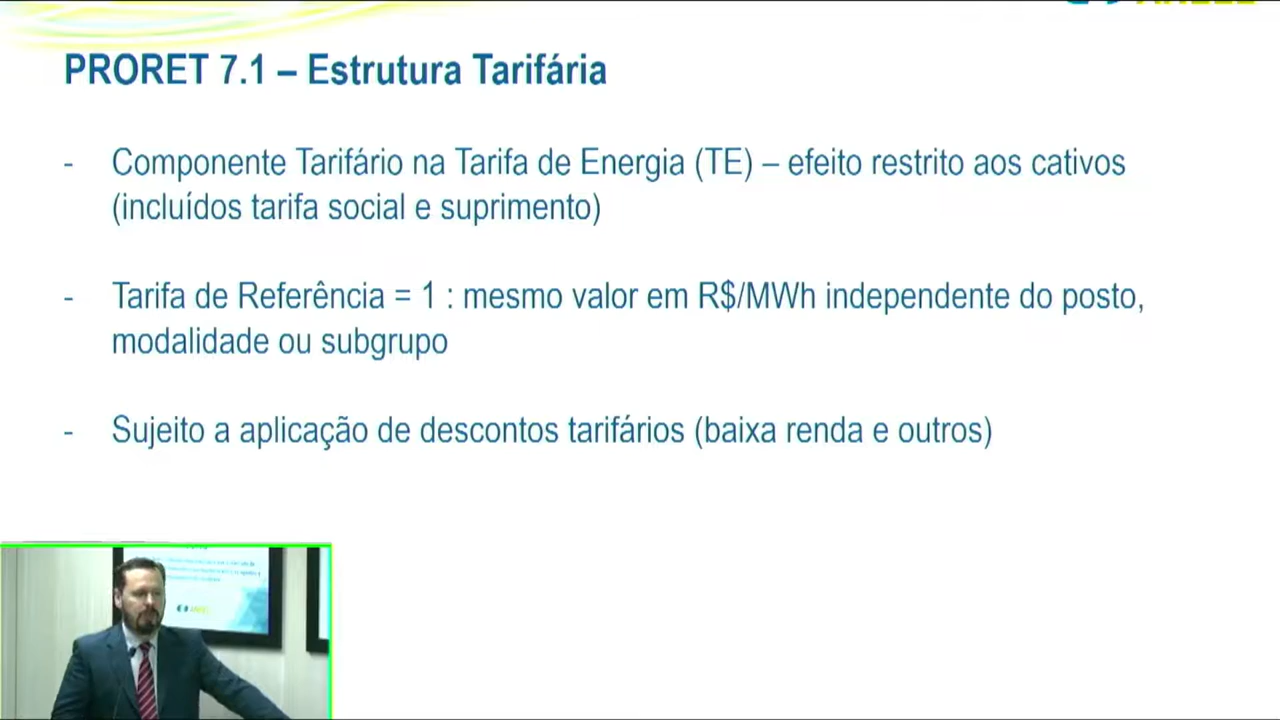 PRORET 7.1 – Estrutura Tarifária
- Componente Tarifário na Tarifa de Energia (TE) – efeito restrito aos cativos
(incluídos tarifa social e suprimento)
- Tarifa de Referência = 1 : mesmo valor em R$/MWh independente do posto,
modalidade ou subgrupo
- Sujeito a aplicação de descontos tarifários (baixa renda e outros)